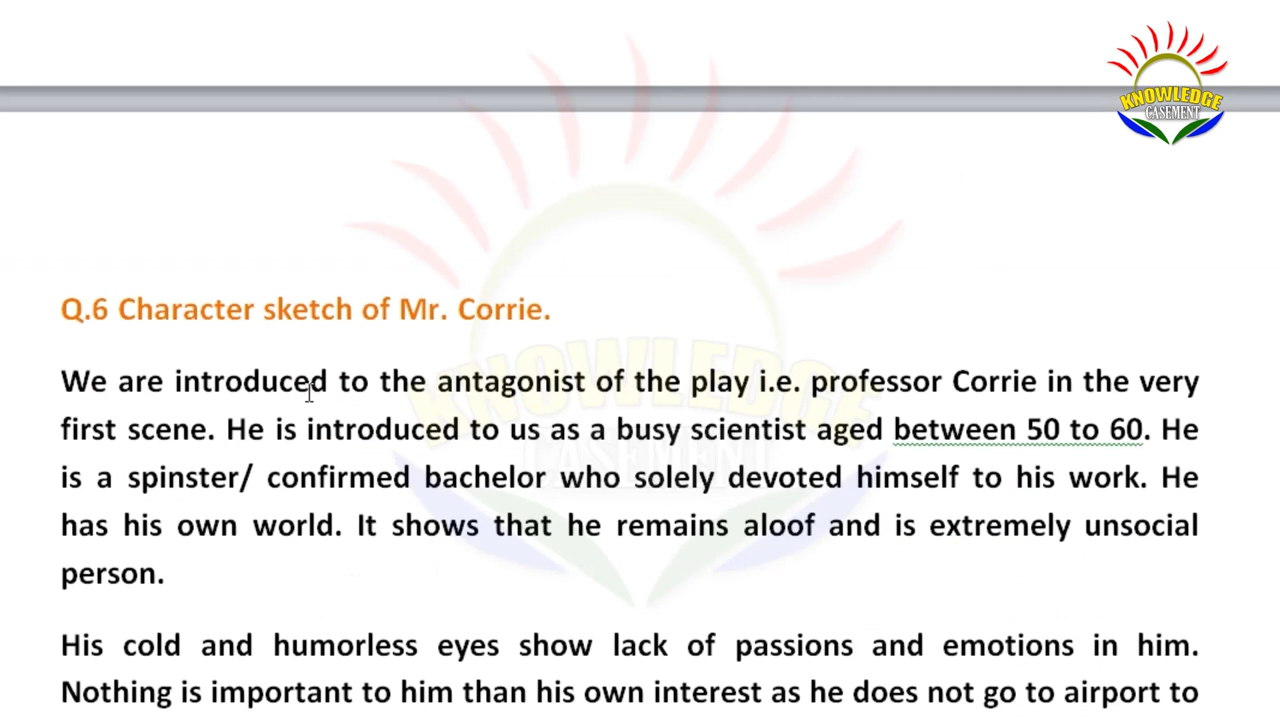 KNOWLEDGE
CASEMENT
Q.6 Character sketch of Mr. Corrie.
We are introduced to the antagonist of the play i.e. professor Corrie in the very
first scene. He is introduced to us as a busy scientist aged between 50 to 60. He
is a spinster/ confirmed bachelor who solely devoted himself to his work. He
has his own world. It shows that he remains aloof and is extremely unsocial
person.
His cold and humorless eyes show lack of passions and emotions in him.
Nothing is important to him than his own interest as he does not go to airport to
KNOWLEDGE
CASEMENT